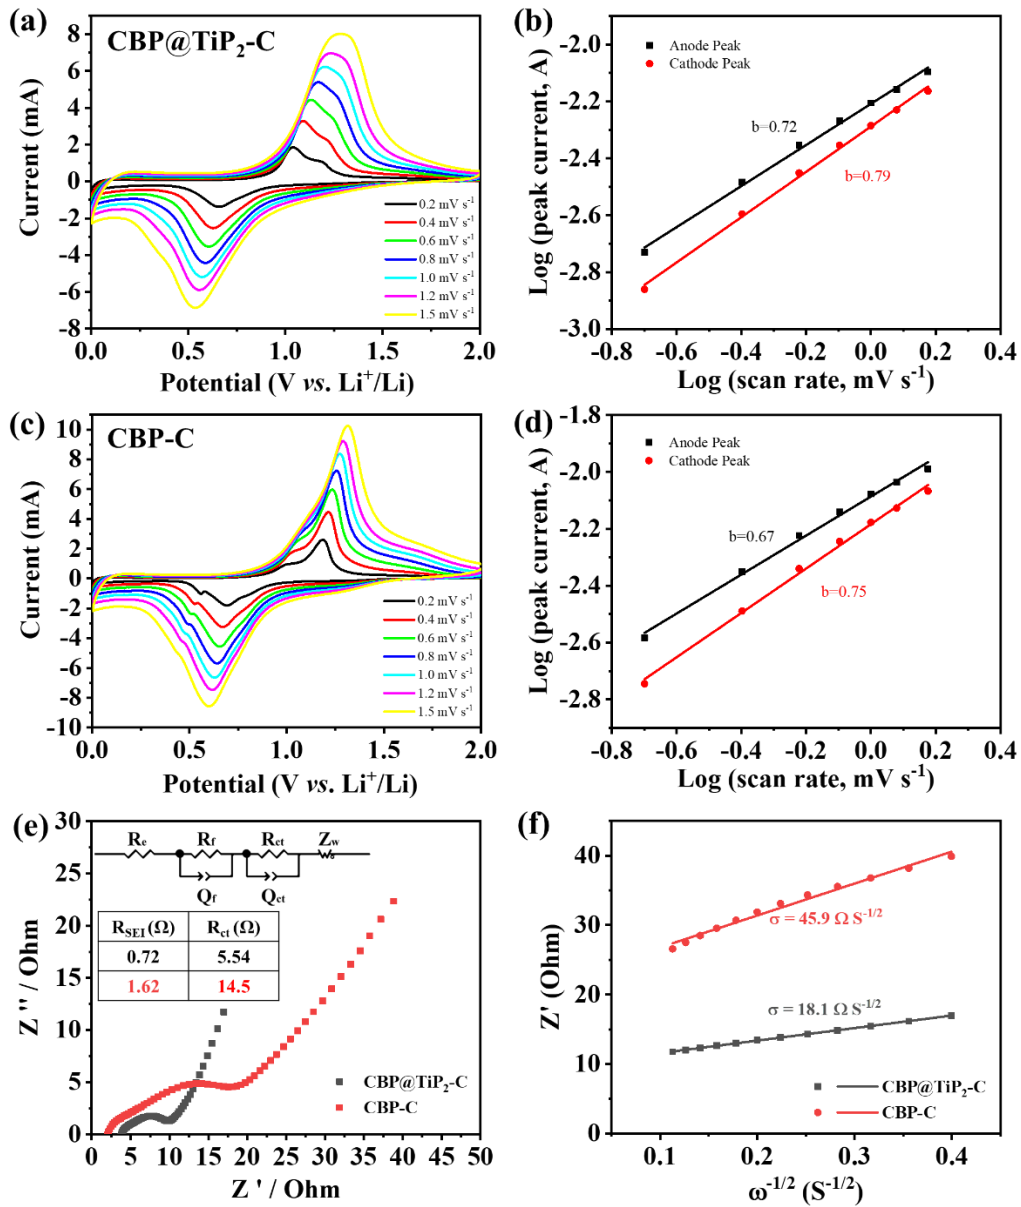 (a)
CBP@TiP₂-C
Current (mA)
8
6
4
2
0
-2
-4
-6
-8
0.2 mV s⁻¹
0.4 mV s⁻¹
0.6 mV s⁻¹
0.8 mV s⁻¹
1.0 mV s⁻¹
1.2 mV s⁻¹
1.5 mV s⁻¹
0.0 0.5 1.0 1.5 2.0
Potential (V vs. Li⁺/Li)
(b)
Log (peak current, A)
-2.0
-2.2
-2.4
-2.6
-2.8
-3.0
Anode Peak
Cathode Peak
b=0.72
b=0.79
-0.8 -0.6 -0.4 -0.2 0.0 0.2 0.4
Log (scan rate, mV s⁻¹)
(c)
CBP-C
Current (mA)
10
8
6
4
2
0
-2
-4
-6
-8
-10
0.2 mV s⁻¹
0.4 mV s⁻¹
0.6 mV s⁻¹
0.8 mV s⁻¹
1.0 mV s⁻¹
1.2 mV s⁻¹
1.5 mV s⁻¹
0.0 0.5 1.0 1.5 2.0
Potential (V vs. Li⁺/Li)
(d)
Log (peak current, A)
-1.8
-2.0
-2.2
-2.4
-2.6
-2.8
Anode Peak
Cathode Peak
b=0.67
b=0.75
-0.8 -0.6 -0.4 -0.2 0.0 0.2 0.4
Log (scan rate, mV s⁻¹)
(e)
Z '' / Ohm
30
25
20
15
10
5
0
Re Rf Rct Zw
Qf Qct
R_SEI (Ω) Rct (Ω)
0.72 5.54
1.62 14.5
CBP@TiP₂-C
CBP-C
0 5 10 15 20 25 30 35 40 45 50
Z ' / Ohm
(f)
Z' (Ohm)
40
30
20
10
0
σ = 45.9 Ω S⁻¹/²
σ = 18.1 Ω S⁻¹/²
CBP@TiP₂-C
CBP-C
0.1 0.2 0.3 0.4
ω⁻¹/² (S⁻¹/²)